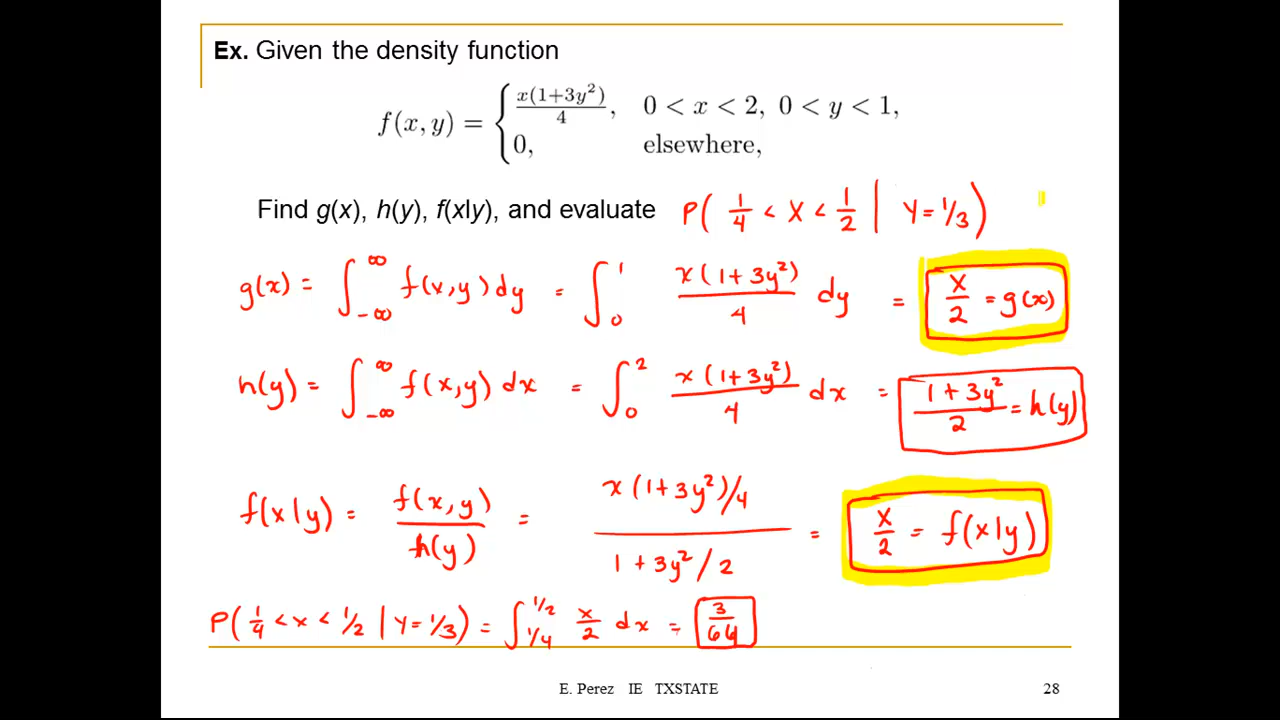 Ex. Given the density function
f(x, y) = { x(1+3y²)/4, 0 < x < 2, 0 < y < 1,
0, elsewhere,
Find g(x), h(y), f(x|y), and evaluate P( 1/4 < X < 1/2 | Y = 1/3 )
g(x) = ∫_{-∞}^{∞} f(x,y) dy = ∫_0^1 x(1+3y²)/4 dy = x/2 = g(x)
h(y) = ∫_{-∞}^{∞} f(x,y) dx = ∫_0^2 x(1+3y²)/4 dx = 1+3y²/2 = h(y)
f(x|y) = f(x,y)/h(y) = x(1+3y²)/4 / 1+3y²/2 = x/2 = f(x|y)
P( 1/4 < x < 1/2 | Y = 1/3 ) = ∫_{1/4}^{1/2} x/2 dx = 3/64
E. Perez IE TXSTATE 28